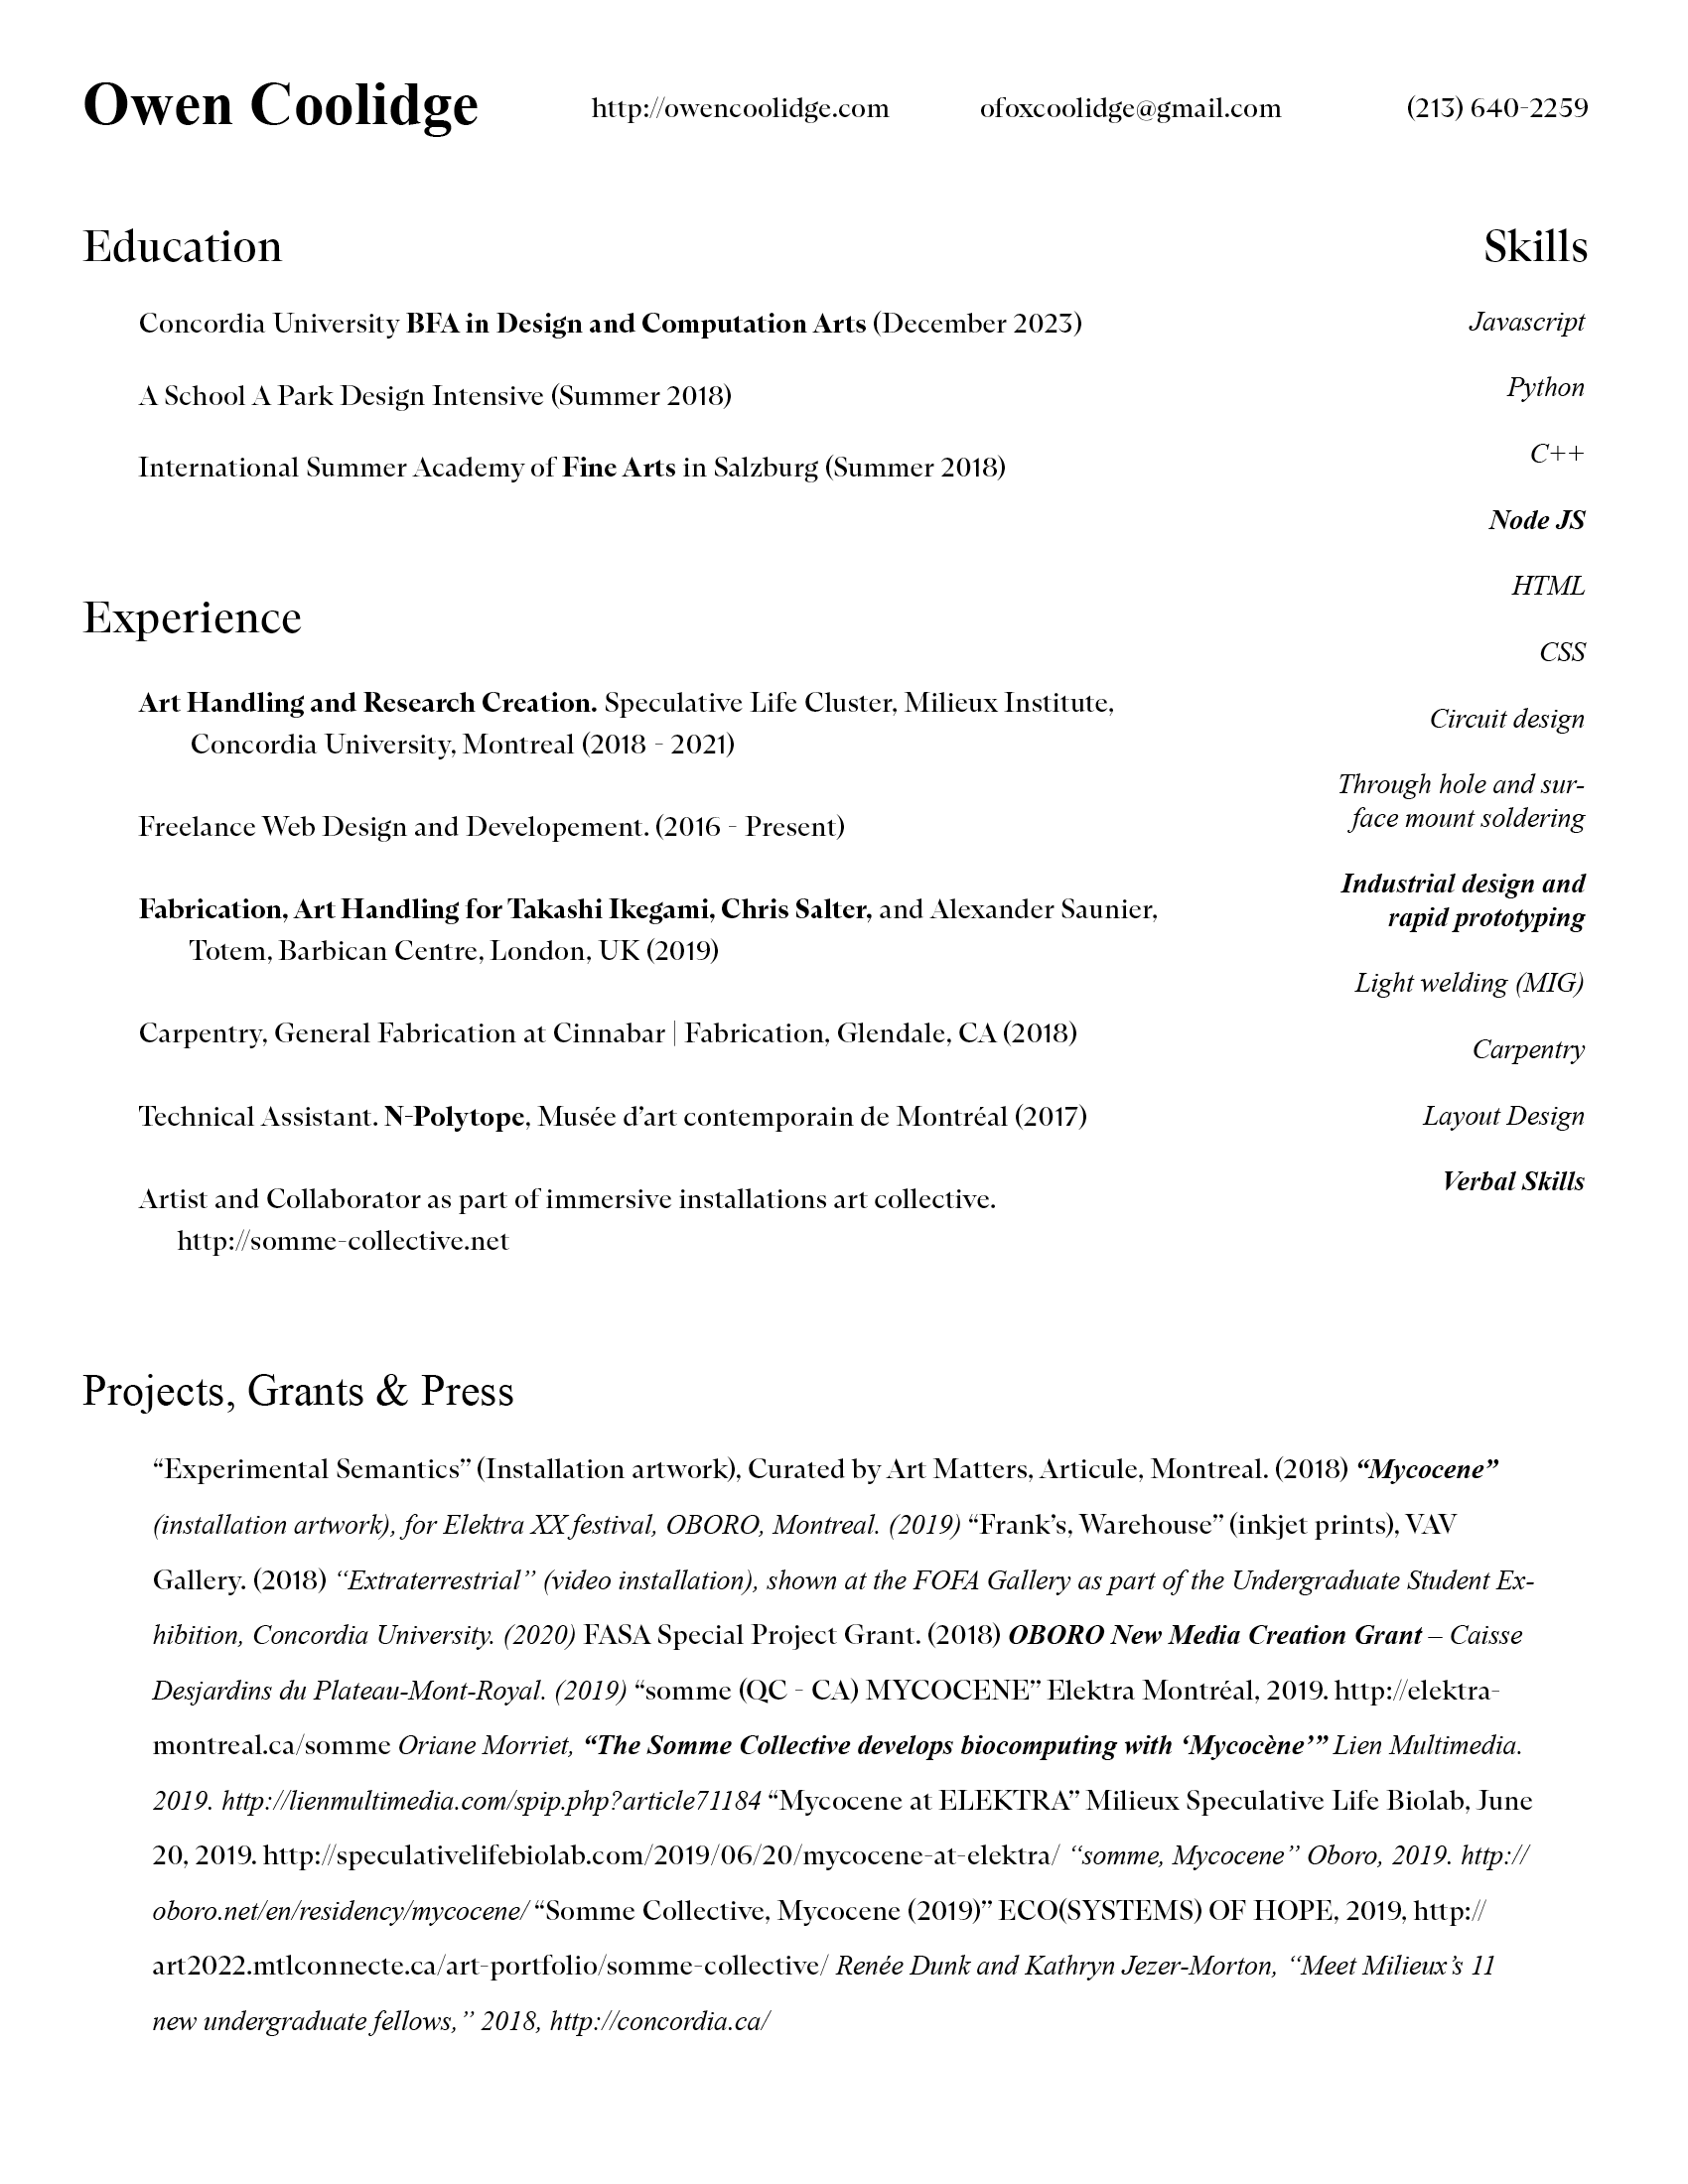 Owen Coolidge http://owencoolidge.com ofoxcoolidge@gmail.com (213) 640-2259
Education
Concordia University BFA in Design and Computation Arts (December 2023)
A School A Park Design Intensive (Summer 2018)
International Summer Academy of Fine Arts in Salzburg (Summer 2018)
Experience
Art Handling and Research Creation. Speculative Life Cluster, Milieux Institute,
Concordia University, Montreal (2018 - 2021)
Freelance Web Design and Developement. (2016 - Present)
Fabrication, Art Handling for Takashi Ikegami, Chris Salter, and Alexander Saunier,
Totem, Barbican Centre, London, UK (2019)
Carpentry, General Fabrication at Cinnabar | Fabrication, Glendale, CA (2018)
Technical Assistant. N-Polytope, Musée d’art contemporain de Montréal (2017)
Artist and Collaborator as part of immersive installations art collective.
http://somme-collective.net
Skills
Javascript
Python
C++
Node JS
HTML
CSS
Circuit design
Through hole and sur-
face mount soldering
Industrial design and
rapid prototyping
Light welding (MIG)
Carpentry
Layout Design
Verbal Skills
Projects, Grants & Press
“Experimental Semantics” (Installation artwork), Curated by Art Matters, Articule, Montreal. (2018) “Mycocene”
(installation artwork), for Elektra XX festival, OBORO, Montreal. (2019) “Frank’s, Warehouse” (inkjet prints), VAV
Gallery. (2018) “Extraterrestrial” (video installation), shown at the FOFA Gallery as part of the Undergraduate Student Ex-
hibition, Concordia University. (2020) FASA Special Project Grant. (2018) OBORO New Media Creation Grant – Caisse
Desjardins du Plateau-Mont-Royal. (2019) “somme (QC - CA) MYCOCENE” Elektra Montréal, 2019. http://elektra-
montreal.ca/somme Oriane Morriet, “The Somme Collective develops biocomputing with ‘Mycocène’” Lien Multimedia.
2019. http://lienmultimedia.com/spip.php?article71184 “Mycocene at ELEKTRA” Milieux Speculative Life Biolab, June
20, 2019. http://speculativelifebiolab.com/2019/06/20/mycocene-at-elektra/ “somme, Mycocene” Oboro, 2019. http://
oboro.net/en/residency/mycocene/ “Somme Collective, Mycocene (2019)” ECO(SYSTEMS) OF HOPE, 2019, http://
art2022.mtlconnecte.ca/art-portfolio/somme-collective/ Renée Dunk and Kathryn Jezer-Morton, “Meet Milieux’s 11
new undergraduate fellows,” 2018, http://concordia.ca/